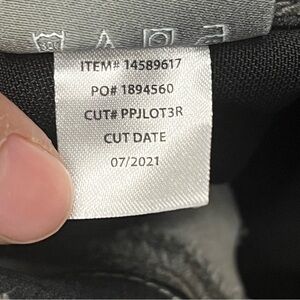 ITEM# 14589617
PO# 1894560
CUT# PPJLOT3R
CUT DATE
07/2021